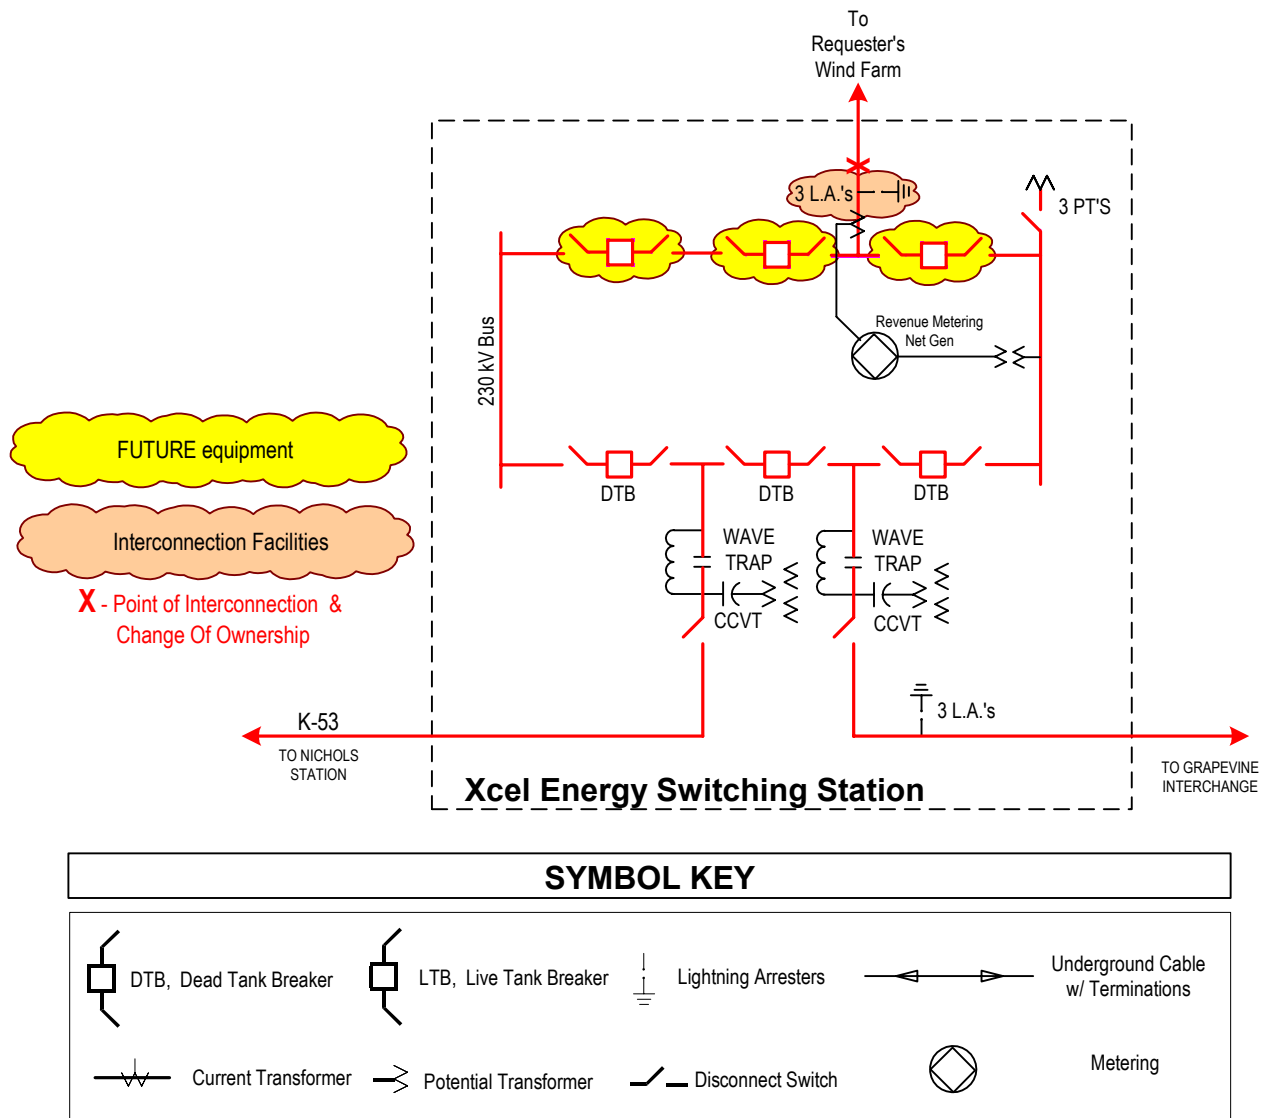 To
Requester's
Wind Farm
3 L.A.'s
3 PT'S
230 kV Bus
Revenue Metering
Net Gen
FUTURE equipment
DTB
DTB
DTB
Interconnection Facilities
WAVE
TRAP
WAVE
TRAP
X - Point of Interconnection &
Change Of Ownership
CCVT
CCVT
K-53
3 L.A.'s
TO NICHOLS
STATION
TO GRAPEVINE
INTERCHANGE
Xcel Energy Switching Station
SYMBOL KEY
DTB, Dead Tank Breaker
LTB, Live Tank Breaker
Lightning Arresters
Underground Cable
w/ Terminations
Current Transformer
Potential Transformer
Disconnect Switch
Metering